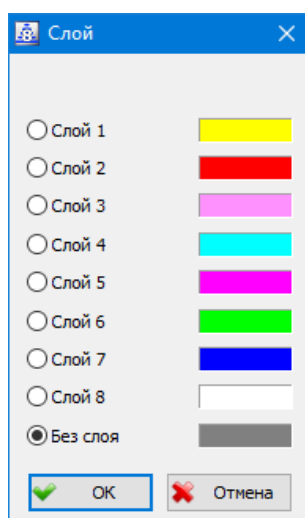 Слой
Слой 1
Слой 2
Слой 3
Слой 4
Слой 5
Слой 6
Слой 7
Слой 8
Без слоя
OK Отмена